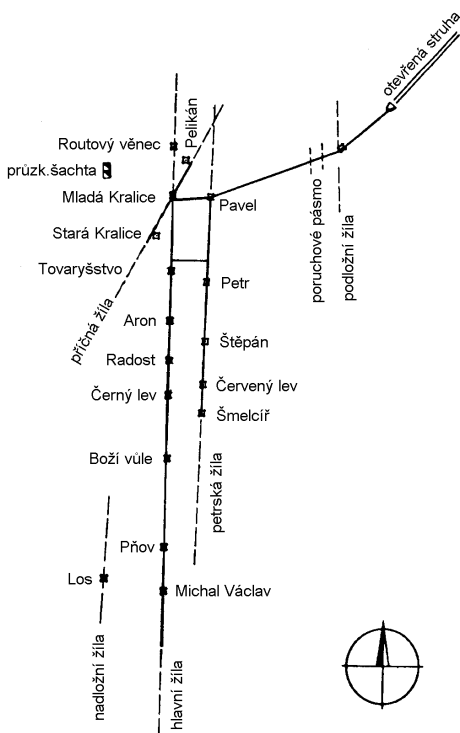 otevřená struha
Pelikán
Routový věnec
průzk.šachta
Mladá Kralice
Pavel
Stará Kralice
poruchové pásmo
podložní žíla
Tovaryšstvo
Petr
příčná žíla
Aron
Štěpán
Radost
Červený lev
Černý lev
Šmelcíř
Boží vůle
petrská žíla
Pňov
Los
Michal Václav
nadložní žíla
hlavní žíla